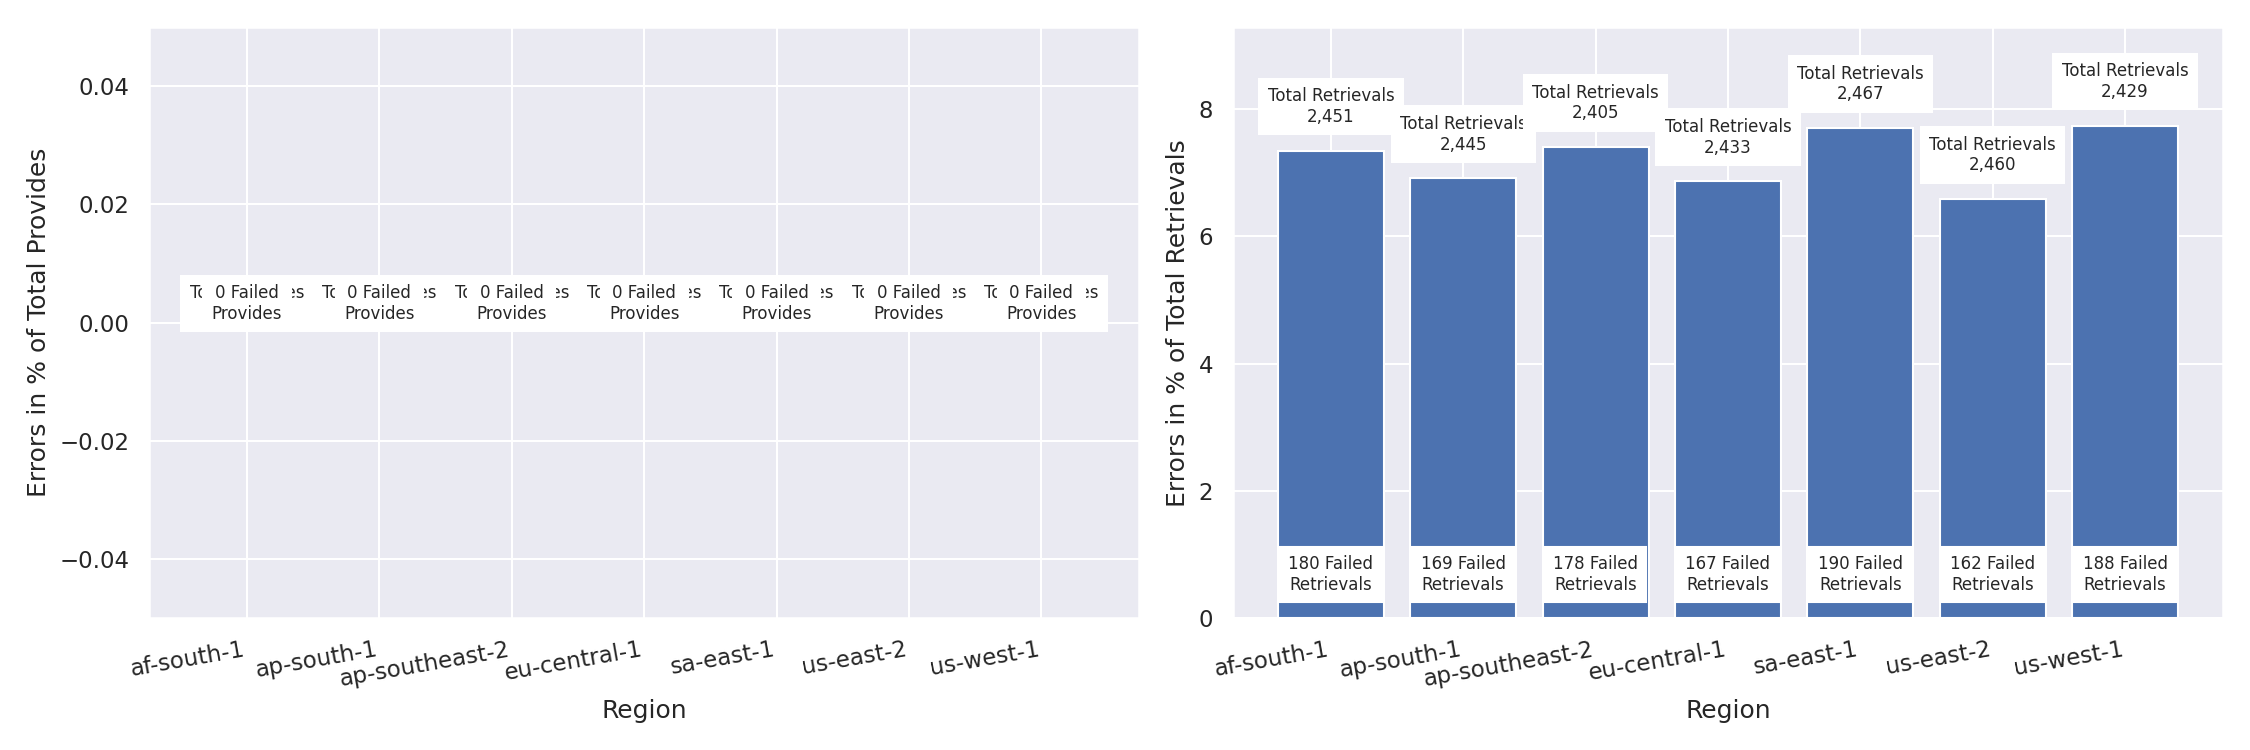 Errors in % of Total Provides
0.04
0.02
0.00
−0.02
−0.04
0 Failed
Provides
0 Failed
Provides
0 Failed
Provides
0 Failed
Provides
0 Failed
Provides
0 Failed
Provides
0 Failed
Provides
af-south-1
ap-south-1
ap-southeast-2
eu-central-1
sa-east-1
us-east-2
us-west-1
Region
Errors in % of Total Retrievals
8
6
4
2
0
Total Retrievals
2,451
Total Retrievals
2,445
Total Retrievals
2,405
Total Retrievals
2,433
Total Retrievals
2,467
Total Retrievals
2,460
Total Retrievals
2,429
180 Failed
Retrievals
169 Failed
Retrievals
178 Failed
Retrievals
167 Failed
Retrievals
190 Failed
Retrievals
162 Failed
Retrievals
188 Failed
Retrievals
af-south-1
ap-south-1
ap-southeast-2
eu-central-1
sa-east-1
us-east-2
us-west-1
Region